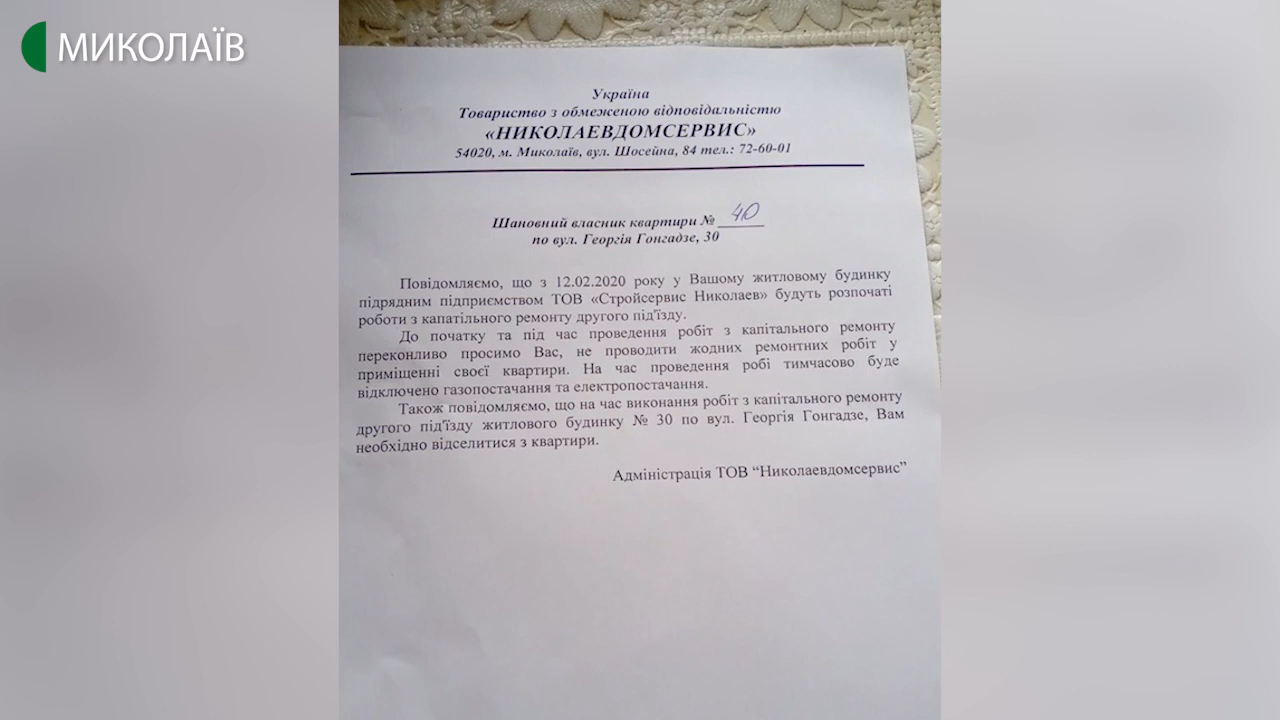 МИКОЛАЇВ
Україна
Товариство з обмеженою відповідальністю
«НИКОЛАЕВДОМСЕРВИС»
54020, м. Миколаїв, вул. Шосейна, 84 тел.: 72-60-01
Шановний власник квартири № 40
по вул. Георгія Гонгадзе, 30
Повідомляємо, що з 12.02.2020 року у Вашому житловому будинку
підрядним підприємством ТОВ «Стройсервис Николаев» будуть розпочаті
роботи з капатільного ремонту другого під'їзду.
До початку та під час проведення робіт з капітального ремонту
переконливо просимо Вас, не проводити жодних ремонтних робіт у
приміщенні своєї квартири. На час проведення робі тимчасово буде
відключено газопостачання та електропостачання.
Також повідомляємо, що на час виконання робіт з капітального ремонту
другого під'їзду житлового будинку № 30 по вул. Георгія Гонгадзе, Вам
необхідно відселитися з квартири.
Адміністрація ТОВ “Николаевдомсервис”